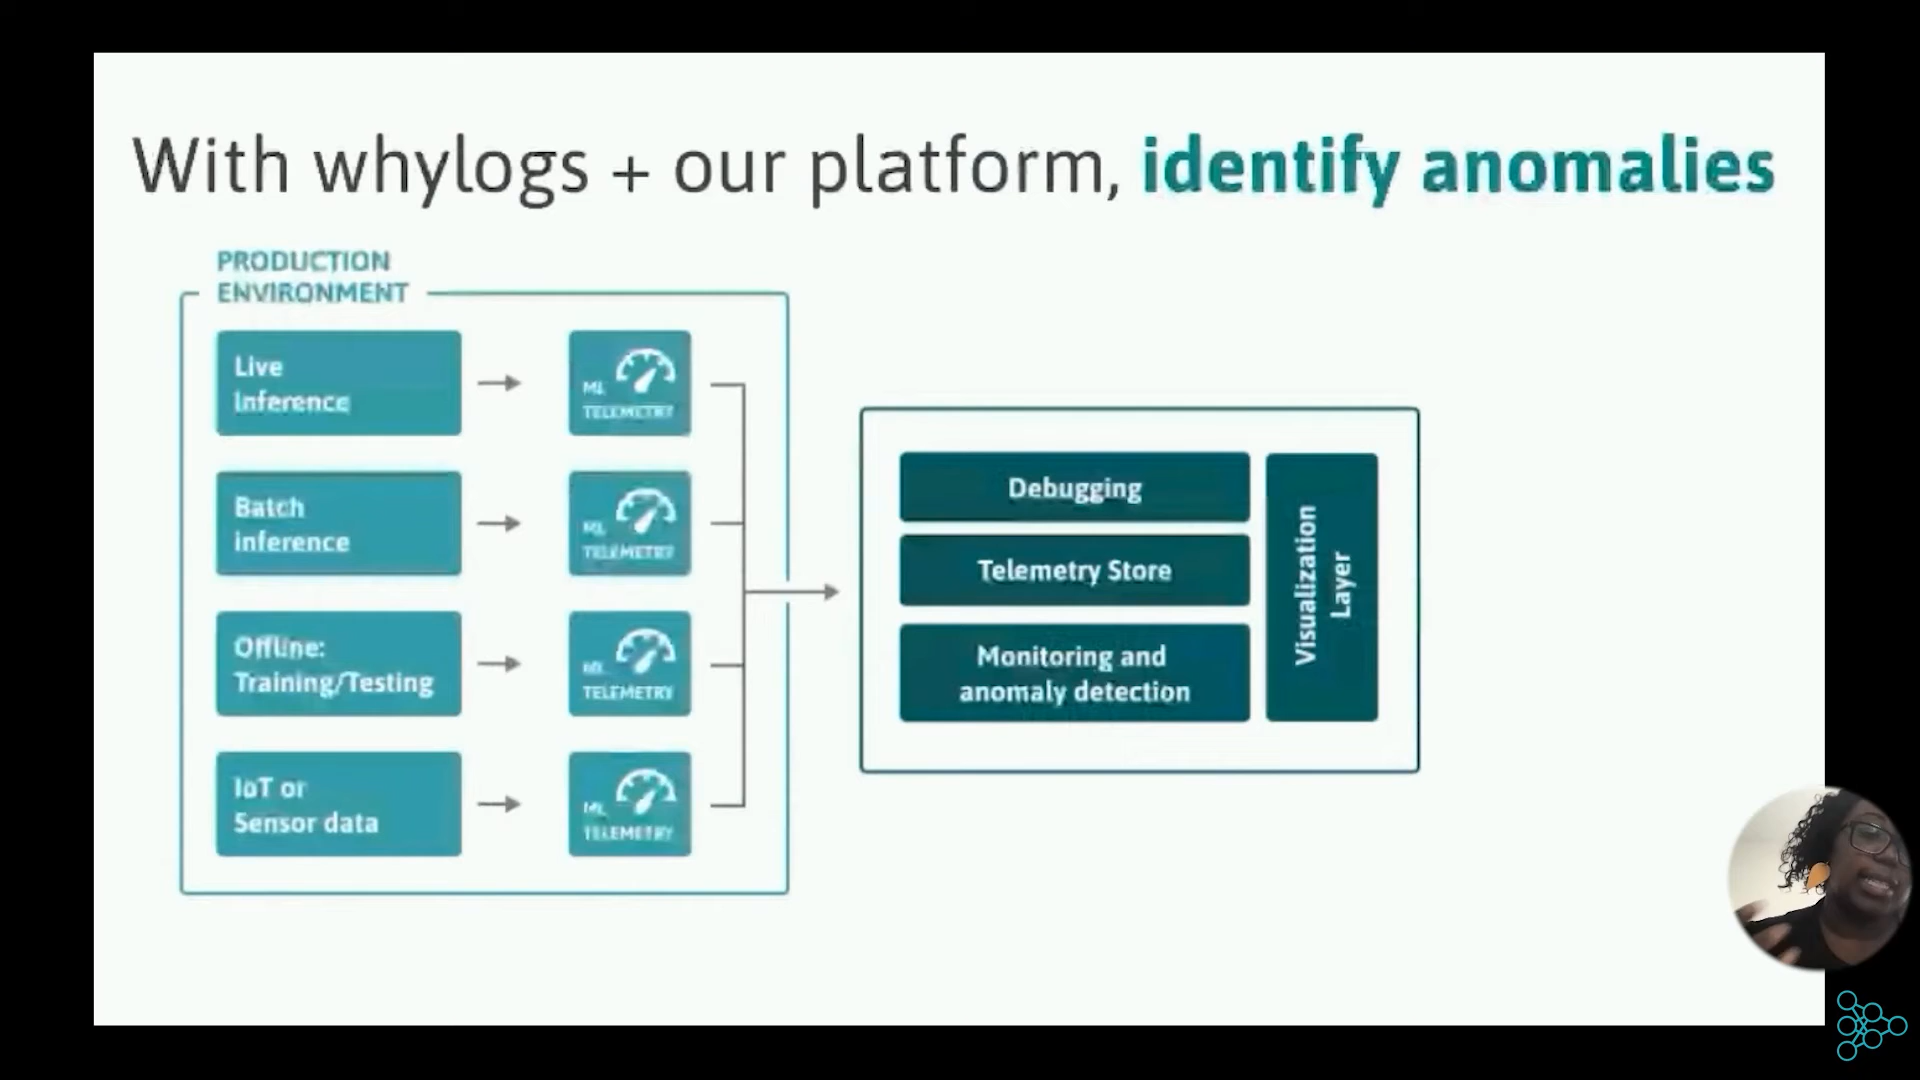 With whylogs + our platform, identify anomalies
PRODUCTION
ENVIRONMENT
Live
Inference
ML
TELEMETRY
Batch
inference
ML
TELEMETRY
Offline:
Training/Testing
ML
TELEMETRY
IoT or
Sensor data
ML
TELEMETRY
Debugging
Telemetry Store
Monitoring and
anomaly detection
Visualization
Layer